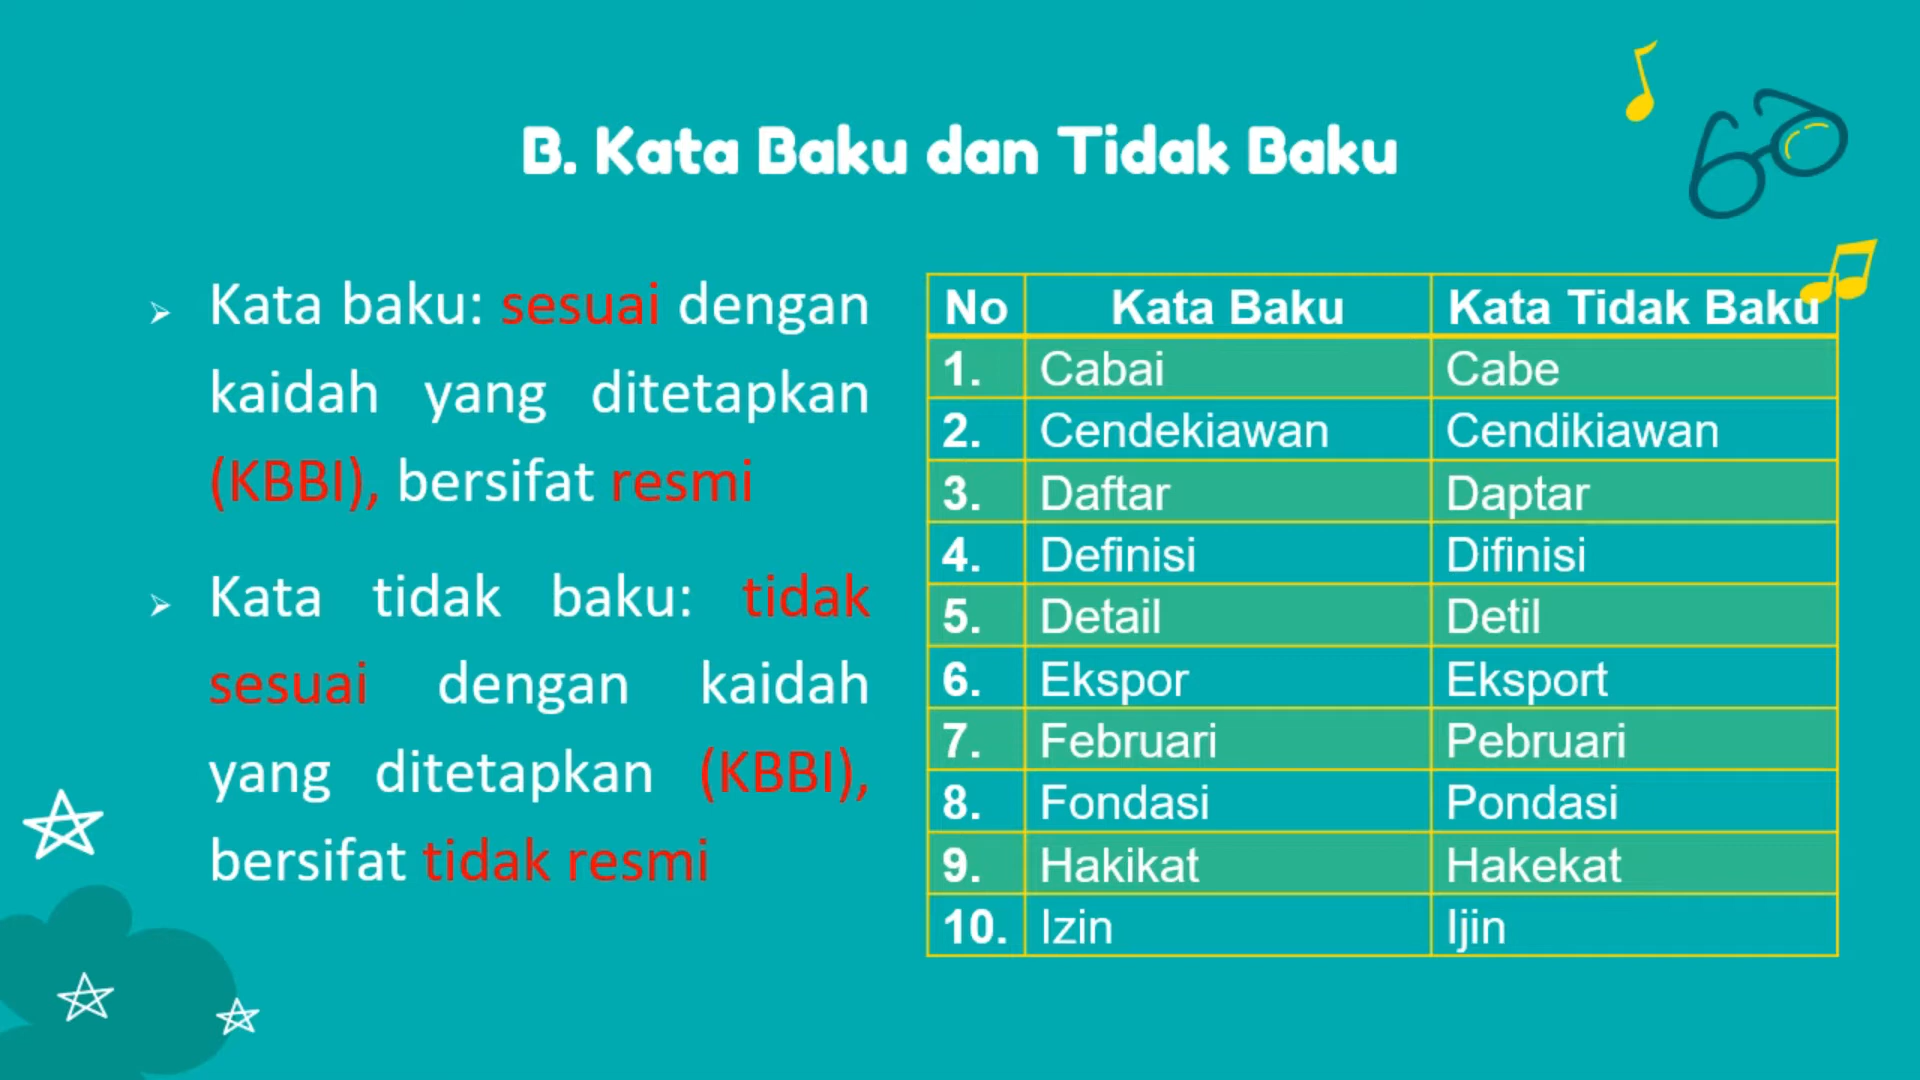 B. Kata Baku dan Tidak Baku
Kata baku: sesuai dengan
kaidah yang ditetapkan
(KBBI), bersifat resmi
Kata tidak baku: tidak
sesuai dengan kaidah
yang ditetapkan (KBBI),
bersifat tidak resmi
No Kata Baku Kata Tidak Baku
1. Cabai Cabe
2. Cendekiawan Cendikiawan
3. Daftar Daptar
4. Definisi Difinisi
5. Detail Detil
6. Ekspor Eksport
7. Februari Pebruari
8. Fondasi Pondasi
9. Hakikat Hakekat
10. Izin Ijin